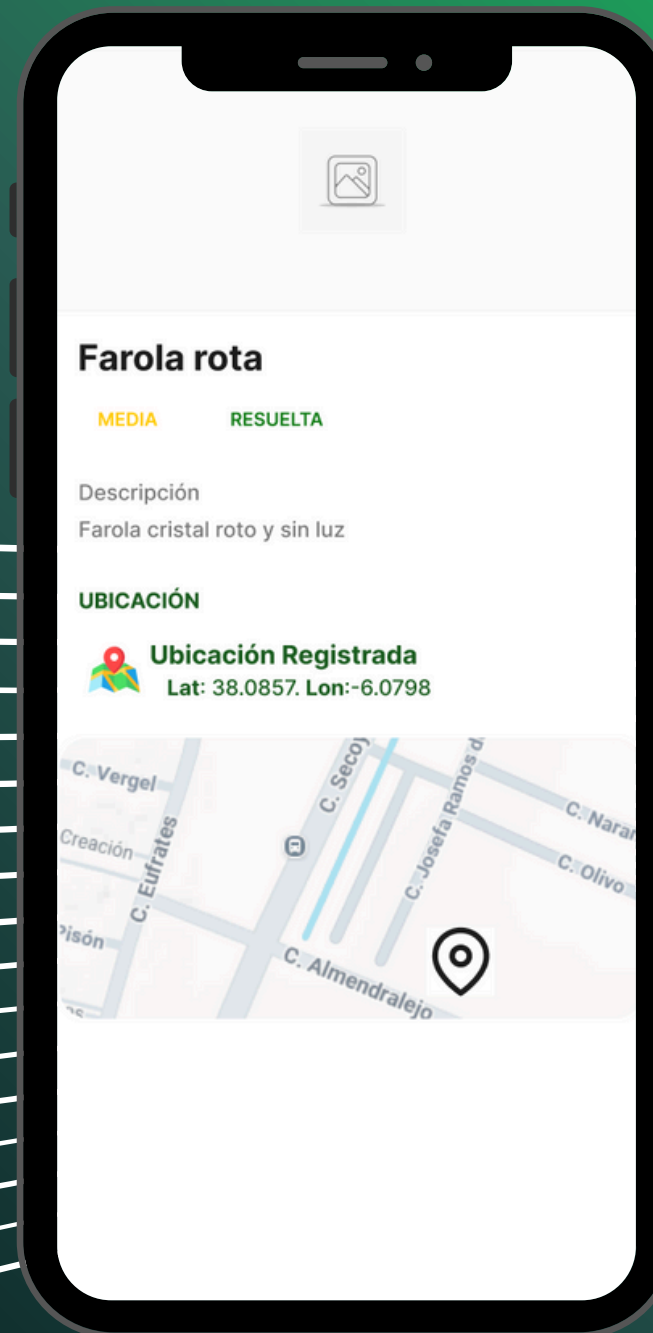 Farola rota
MEDIA RESUELTA
Descripción
Farola cristal roto y sin luz
UBICACIÓN
Ubicación Registrada
Lat: 38.0857. Lon:-6.0798
C. Vergel
C. Secoy
C. Josefa Ramos d
C. Naran
Creación
C. Eufrates
C. Olivo
Pisón
C. Almendralejo
os